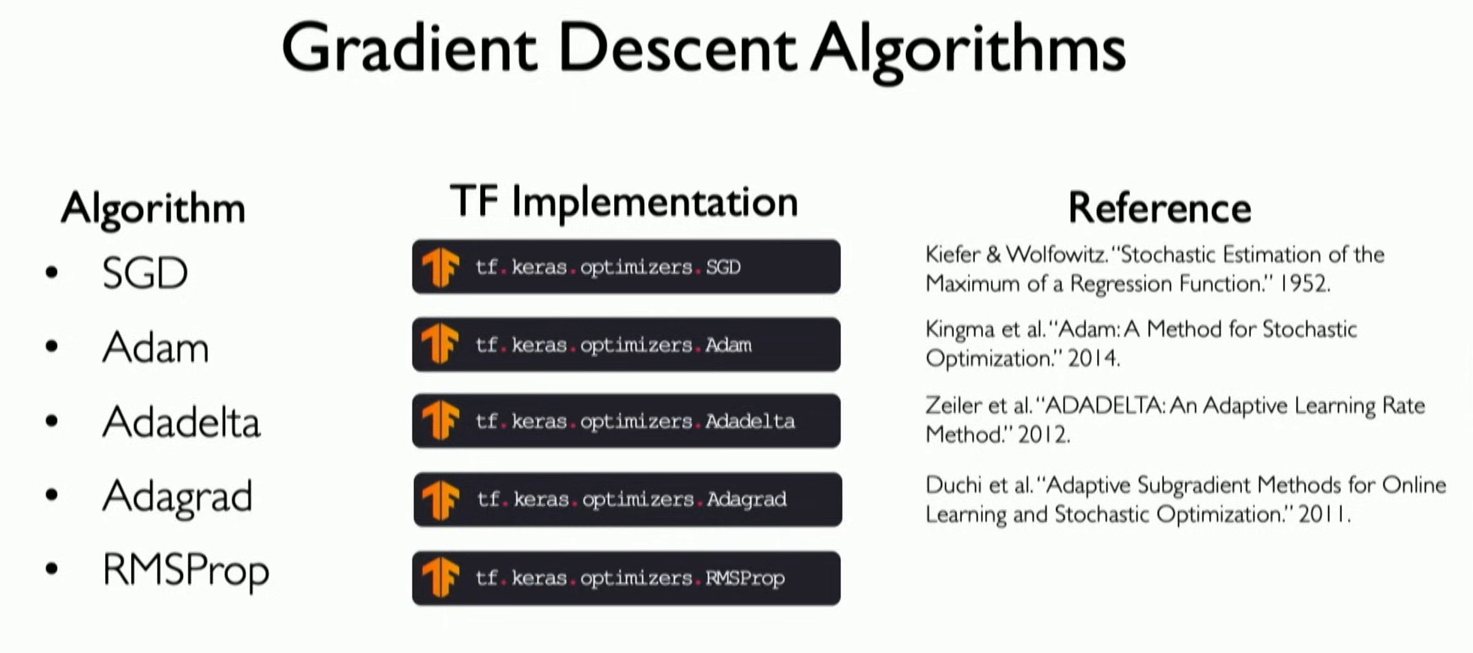 Gradient Descent Algorithms
Algorithm
TF Implementation
Reference
• SGD
tf.keras.optimizers.SGD
Kiefer & Wolfowitz. "Stochastic Estimation of the
Maximum of a Regression Function." 1952.
• Adam
tf.keras.optimizers.Adam
Kingma et al. "Adam: A Method for Stochastic
Optimization." 2014.
• Adadelta
tf.keras.optimizers.Adadelta
Zeiler et al. "ADADELTA: An Adaptive Learning Rate
Method." 2012.
• Adagrad
tf.keras.optimizers.Adagrad
Duchi et al. "Adaptive Subgradient Methods for Online
Learning and Stochastic Optimization." 2011.
• RMSProp
tf.keras.optimizers.RMSProp